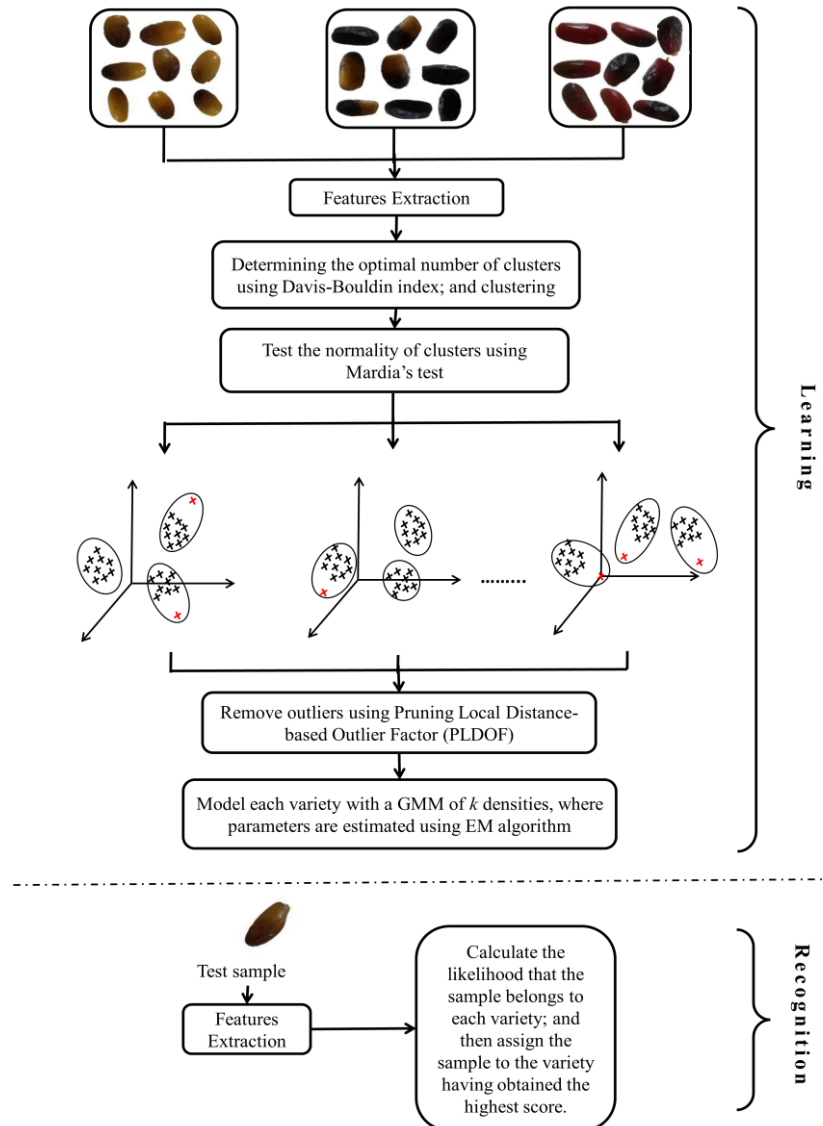 Features Extraction
Determining the optimal number of clusters
using Davis-Bouldin index; and clustering
Test the normality of clusters using
Mardia's test
.........
Remove outliers using Pruning Local Distance-
based Outlier Factor (PLDOF)
Model each variety with a GMM of k densities, where
parameters are estimated using EM algorithm
Learning
Test sample
Features
Extraction
Calculate the
likelihood that the
sample belongs to
each variety; and
then assign the
sample to the variety
having obtained the
highest score.
Recognition